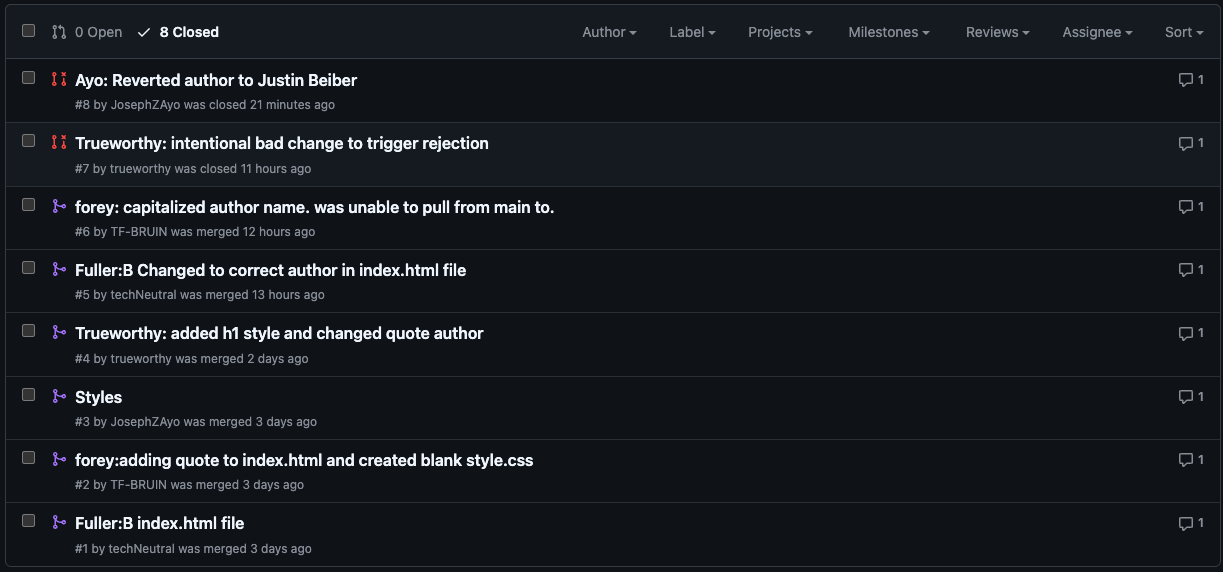 0 Open 8 Closed Author Label Projects Milestones Reviews Assignee Sort
Ayo: Reverted author to Justin Beiber 1
#8 by JosephZAyo was closed 21 minutes ago
Trueworthy: intentional bad change to trigger rejection 1
#7 by trueworthy was closed 11 hours ago
forey: capitalized author name. was unable to pull from main to. 1
#6 by TF-BRUIN was merged 12 hours ago
Fuller:B Changed to correct author in index.html file 1
#5 by techNeutral was merged 13 hours ago
Trueworthy: added h1 style and changed quote author 1
#4 by trueworthy was merged 2 days ago
Styles 1
#3 by JosephZAyo was merged 3 days ago
forey:adding quote to index.html and created blank style.css 1
#2 by TF-BRUIN was merged 3 days ago
Fuller:B index.html file 1
#1 by techNeutral was merged 3 days ago